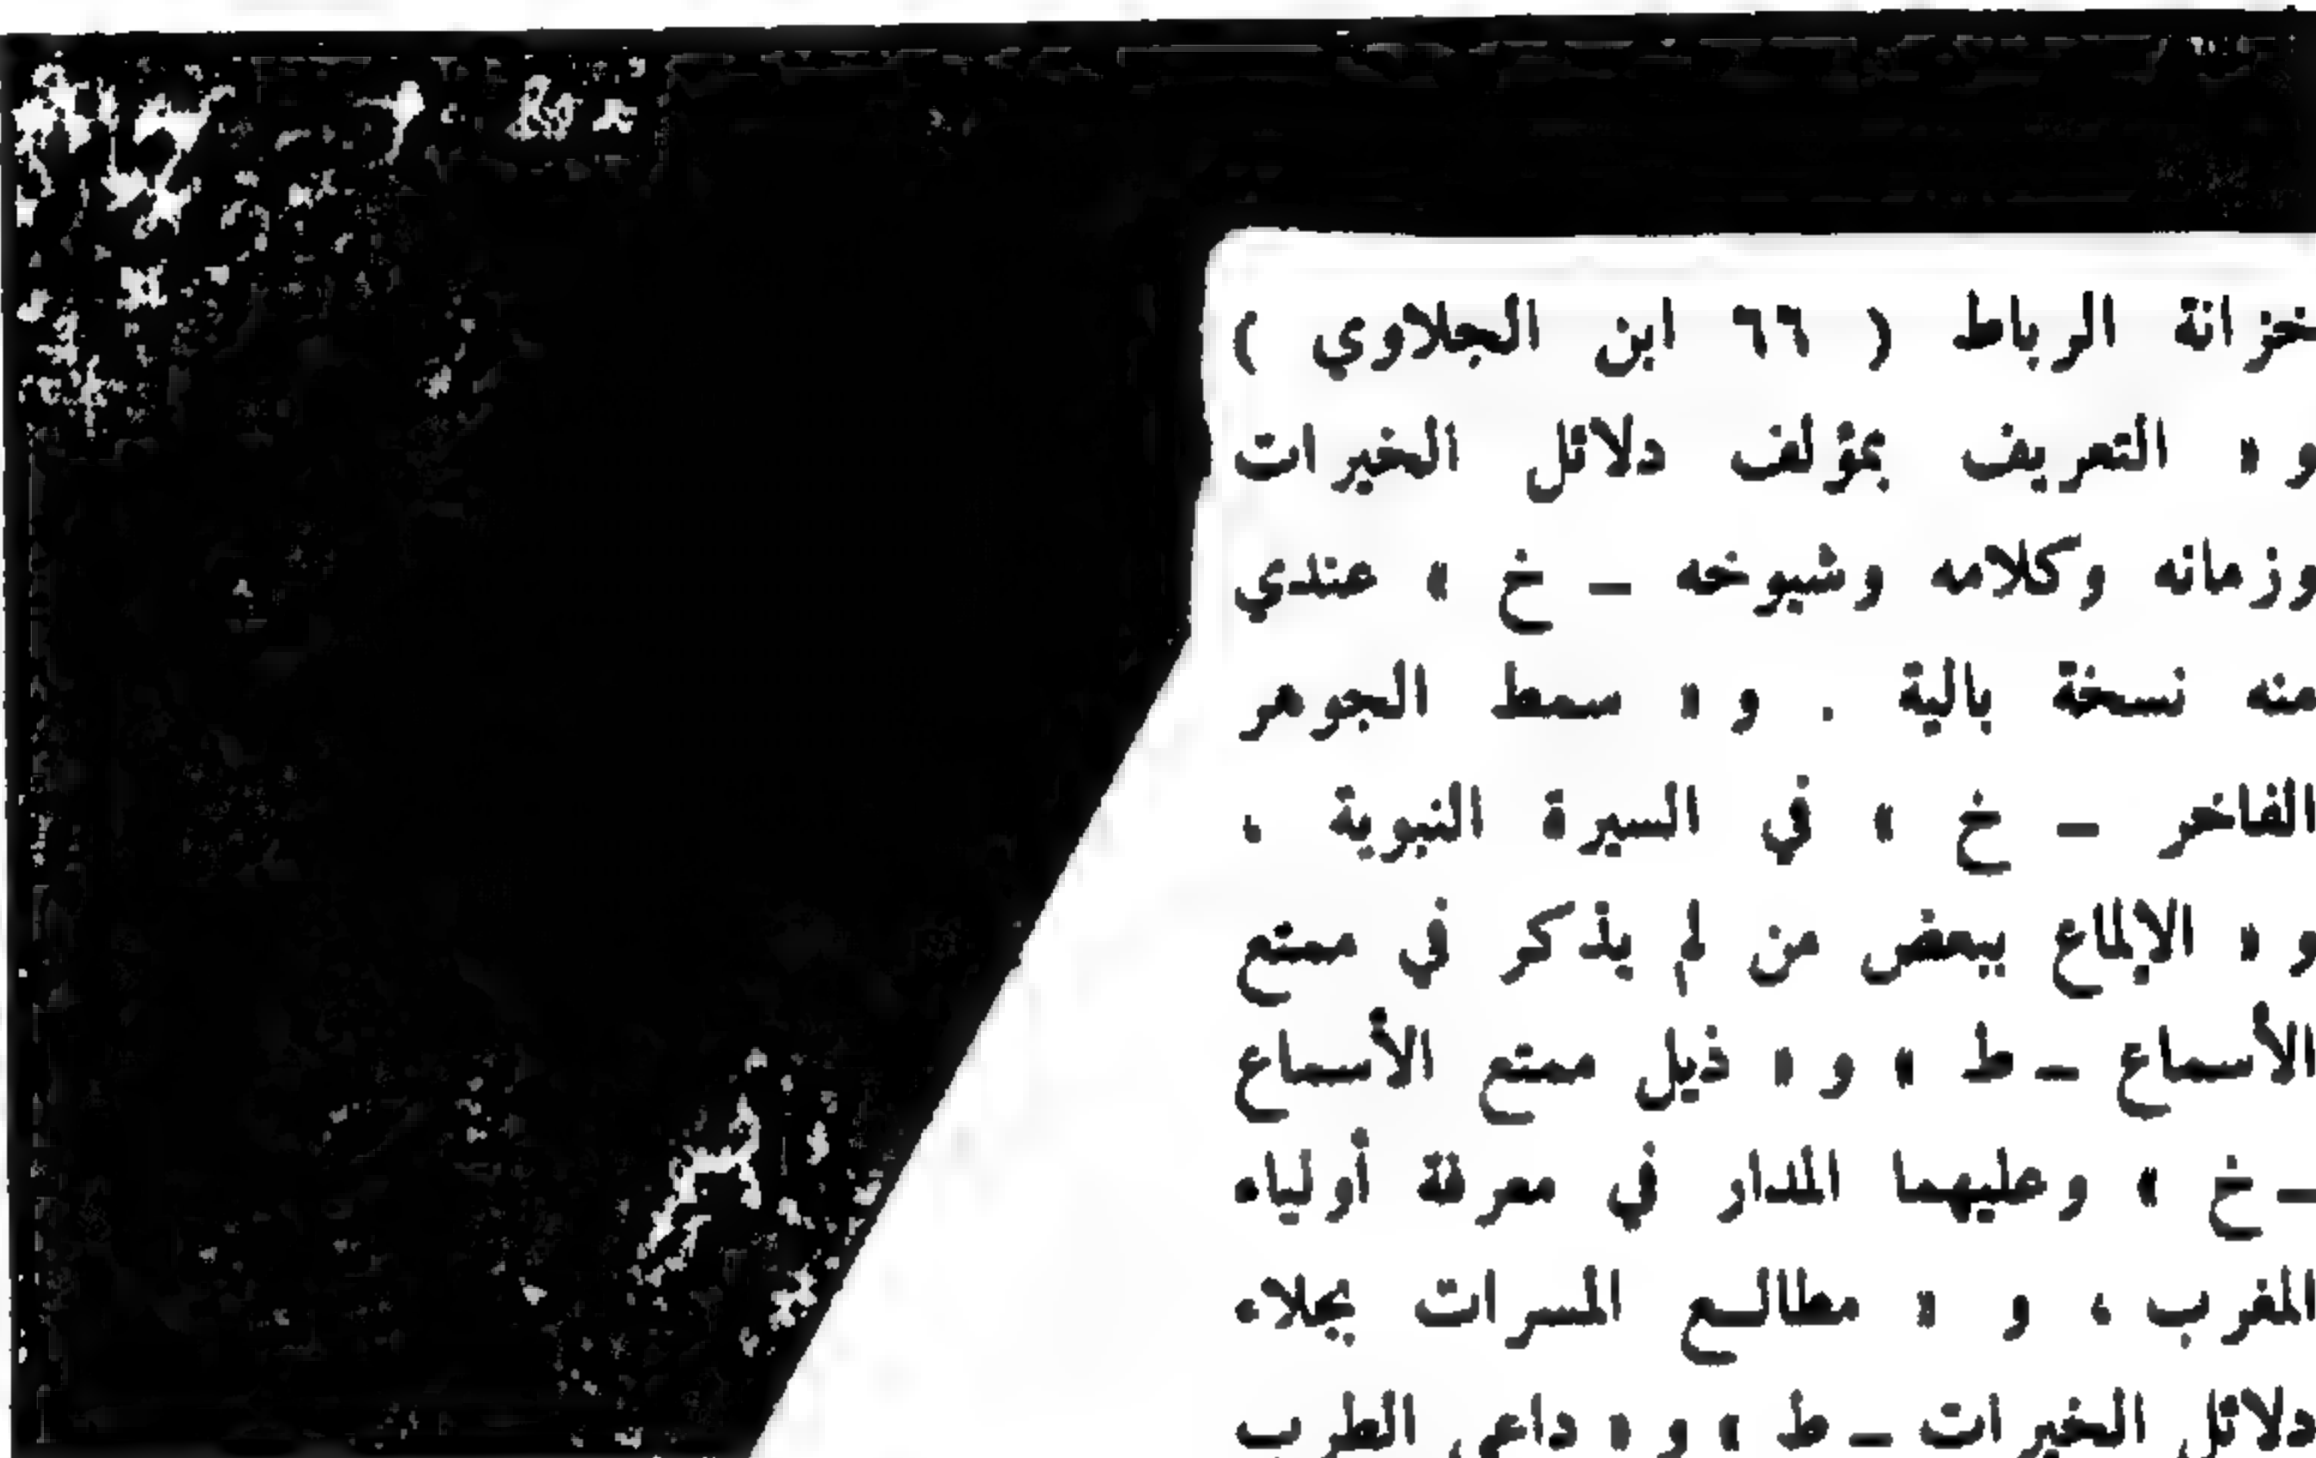 خزانة الرباط ( ٦٦ ابن الجلاوي )
و « التعريف بمؤلف دلائل الخيرات
وزمانه وكلامه وشيوخه ـ خ » عندي
منه نسخة بالية . و « سمط الجوهر
الفاخر ـ خ » في السيرة النبوية ،
و « الإلماع ببعض من لم يذكر في ممتع
الأسماع ـ ط » و « ذيل ممتع الأسماع
ـ خ » وعليهما المدار في معرفة أولياء
المغرب ، و « مطالع المسرات بجلاء
دلائل الخيرات ـ ط » و « داعي الطرب